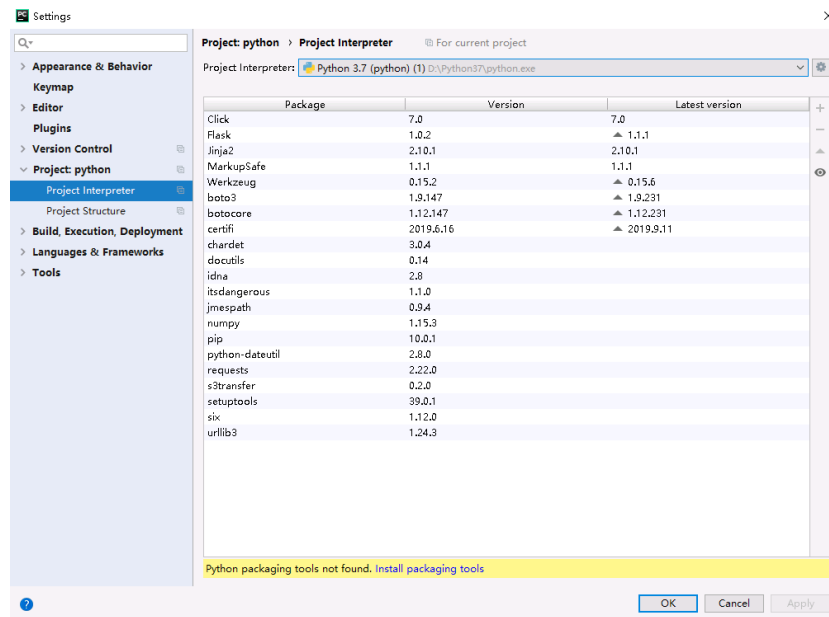 PC Settings
Project: python › Project Interpreter For current project
Project Interpreter: Python 3.7 (python) (1) D:\Python37\python.exe
Appearance & Behavior
Keymap
Editor
Plugins
Version Control
Project: python
Project Interpreter
Project Structure
Build, Execution, Deployment
Languages & Frameworks
Tools
Package Version Latest version
Click 7.0 7.0
Flask 1.0.2 1.1.1
Jinja2 2.10.1 2.10.1
MarkupSafe 1.1.1 1.1.1
Werkzeug 0.15.2 0.15.6
boto3 1.9.147 1.9.231
botocore 1.12.147 1.12.231
certifi 2019.6.16 2019.9.11
chardet 3.0.4
docutils 0.14
idna 2.8
itsdangerous 1.1.0
jmespath 0.9.4
numpy 1.15.3
pip 10.0.1
python-dateutil 2.8.0
requests 2.22.0
s3transfer 0.2.0
setuptools 39.0.1
six 1.12.0
urllib3 1.24.3
Python packaging tools not found. Install packaging tools
? OK Cancel Apply